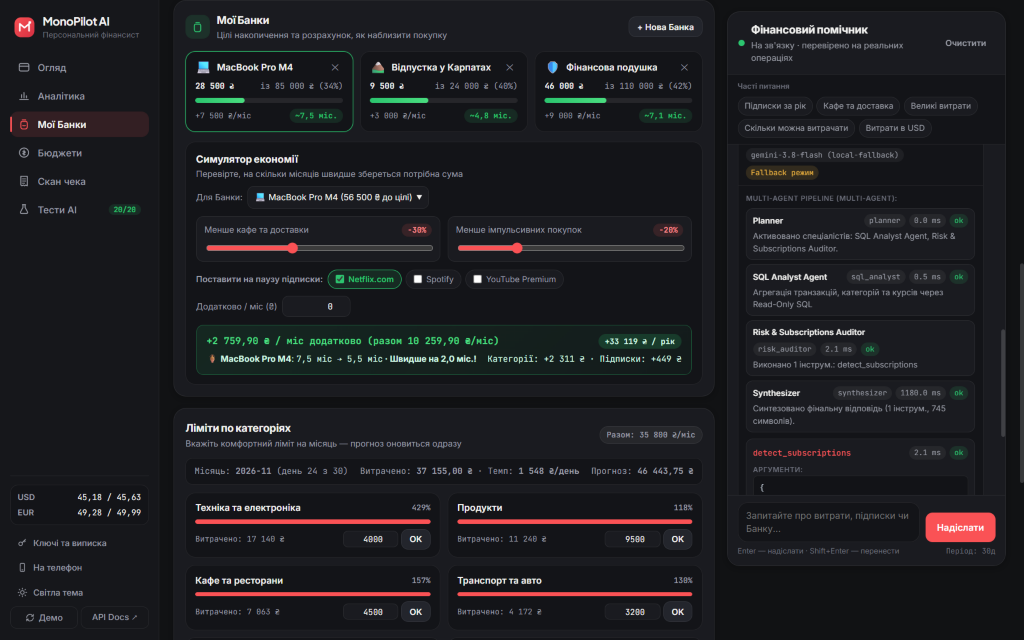 MonoPilot AI
Персональний фінансист
Огляд
Аналітика
Мої Банки
Бюджети
Скан чека
Тести AI 20/20
USD 45,18 / 45,63
EUR 49,28 / 49,99
Ключі та виписка
На телефон
Світла тема
Демо API Docs ↗
Мої Банки
Цілі накопичення та розрахунок, як наблизити покупку
+ Нова Банка
MacBook Pro M4 ×
28 500 ₴ із 85 000 ₴ (34%)
+7 500 ₴/міс ~7,5 міс.
Відпустка у Карпатах ×
9 500 ₴ із 24 000 ₴ (40%)
+3 000 ₴/міс ~4,8 міс.
Фінансова подушка ×
46 000 ₴ із 110 000 ₴ (42%)
+9 000 ₴/міс ~7,1 міс.
Симулятор економії
Перевірте, на скільки місяців швидше збереться потрібна сума
Для Банки: MacBook Pro M4 (56 500 ₴ до цілі) ▼
Менше кафе та доставки -30%
Менше імпульсивних покупок -20%
Поставити на паузу підписки: Netflix.com Spotify YouTube Premium
Додатково / міс (₴) 0
+2 759,90 ₴ / міс додатково (разом 10 259,90 ₴/міс) +33 119 ₴ / рік
MacBook Pro M4: 7,5 міс → 5,5 міс · Швидше на 2,0 міс.! Категорії: +2 311 ₴ · Підписки: +449 ₴
Ліміти по категоріях
Вкажіть комфортний ліміт на місяць — прогноз оновиться одразу
Разом: 35 800 ₴/міс
Місяць: 2026-11 (день 24 з 30) Витрачено: 37 155,00 ₴ · Темп: 1 548 ₴/день Прогноз: 46 443,75 ₴
Техніка та електроніка 429%
Витрачено: 17 140 ₴ 4000 OK
Продукти 118%
Витрачено: 11 240 ₴ 9500 OK
Кафе та ресторани 157%
Витрачено: 7 063 ₴ 4500 OK
Транспорт та авто 130%
Витрачено: 4 172 ₴ 3200 OK
Фінансовий помічник
На зв'язку · перевірено на реальних операціях
Очистити
Часті питання
Підписки за рік Кафе та доставка Великі витрати
Скільки можна витрачати Витрати в USD
gemini-3.8-flash (local-fallback)
Fallback режим
MULTI-AGENT PIPELINE (MULTI-AGENT):
Planner planner 0.0 ms ok
Активовано спеціалістів: SQL Analyst Agent, Risk &
Subscriptions Auditor.
SQL Analyst Agent sql_analyst 0.5 ms ok
Агрегація транзакцій, категорій та курсів через
Read-Only SQL
Risk & Subscriptions Auditor
risk_auditor 2.1 ms ok
Виконано 1 інструм.: detect_subscriptions
Synthesizer synthesizer 1180.0 ms ok
Синтезовано фінальну відповідь (1 інструм., 745
символів).
detect_subscriptions 2.1 ms ok
АРГУМЕНТИ:
{
Запитайте про витрати, підписки чи
Банку...
Надіслати
Enter — надіслати · Shift+Enter — перенести Період: 30д